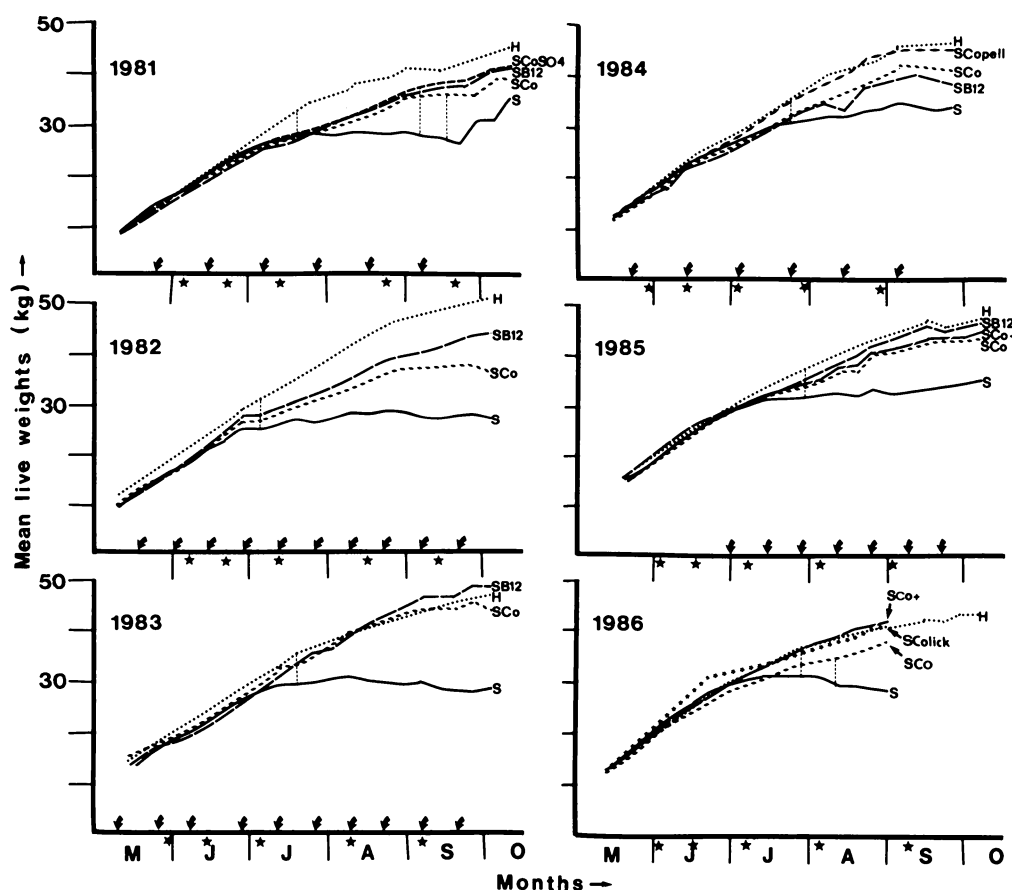 50
30
1981
H
SCoSO4
SB12
SCo
S
1984
H
SCopell
SCo
SB12
S
Mean live weights (kg)→
50
30
1982
H
SB12
SCo
S
1985
H
SB12
SCo+
SCo
S
50
30
1983
SB12
H
SCo
S
1986
SCo+
H
SColick
SCo
S
M J J A S O
M J J A S O
Months→